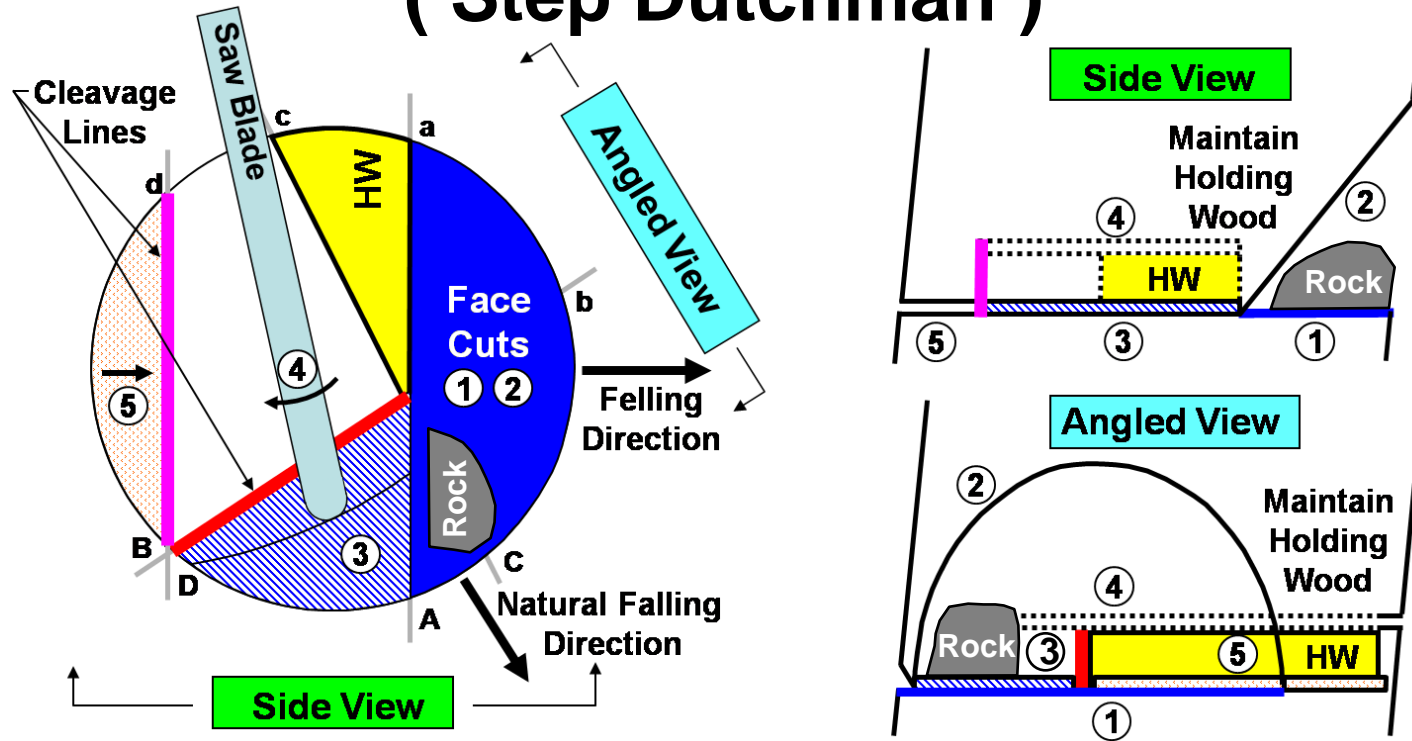 ( Step Dutchman )
Cleavage
Lines
Saw Blade
c
a
HW
d
Angled View
b
Face
Cuts
1 2
4
5
Felling
Direction
Rock
3
B
D
C
A
Natural Falling
Direction
Side View
Side View
Maintain
Holding
Wood
2
4
HW
Rock
5
3
1
Angled View
2
Maintain
Holding
Wood
4
Rock
3
5
HW
1